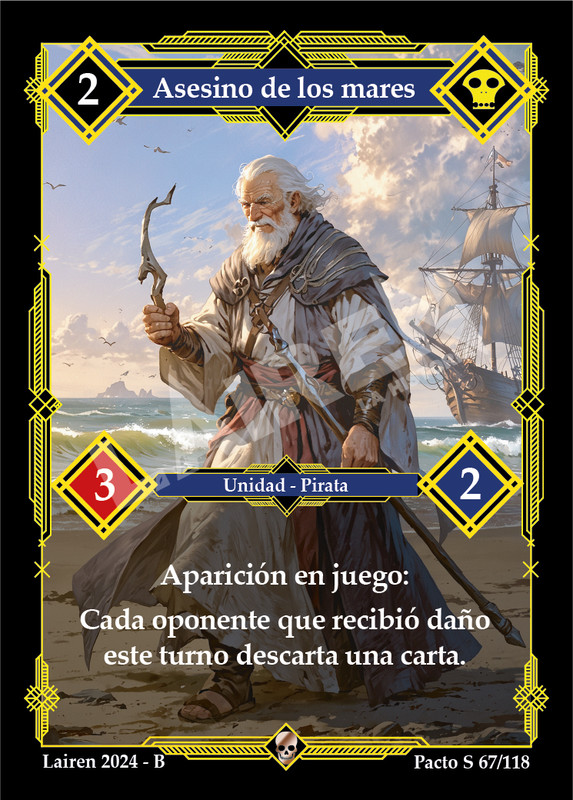 2
Asesino de los mares
3
Unidad - Pirata
2
Aparición en juego:
Cada oponente que recibió daño
este turno descarta una carta.
Lairen 2024 - B
Pacto S 67/118